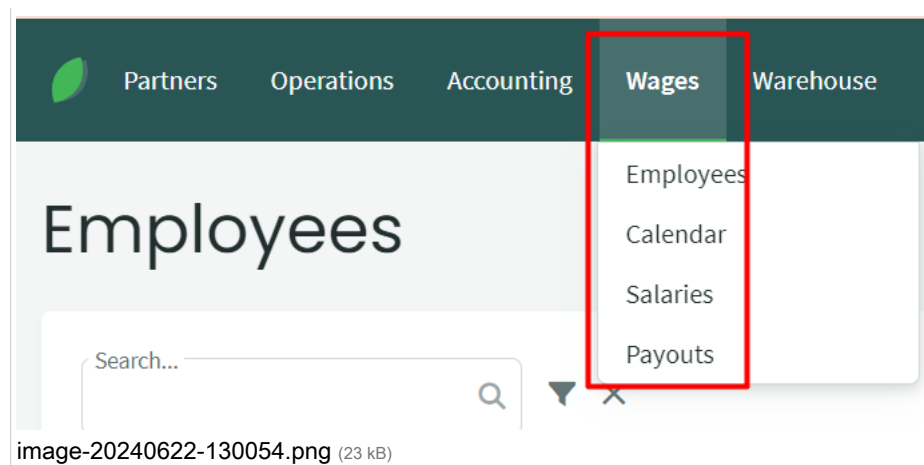 Partners Operations Accounting Wages Warehouse
Employees
Employees
Calendar
Salaries
Search...
Payouts
image-20240622-130054.png (23 kB)